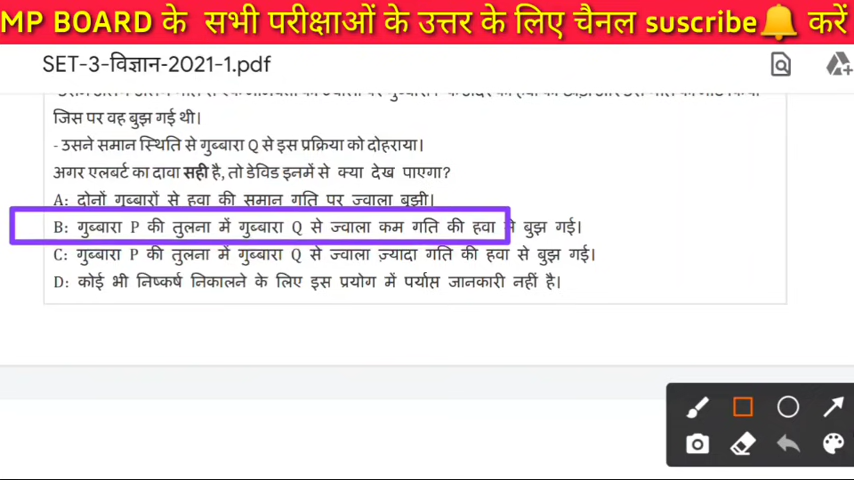 MP BOARD के सभी परीक्षाओं के उत्तर के लिए चैनल suscribe🔔 करें
SET-3-विज्ञान-2021-1.pdf
जिस पर वह बुझ गई थी।
- उसने समान स्थिति से गुब्बारा Q से इस प्रक्रिया को दोहराया।
अगर एलबर्ट का दावा सही है, तो डेविड इनमें से क्या देख पाएगा?
A: दोनों गुब्बारों से हवा की समान गति पर ज्वाला बुझी।
B: गुब्बारा P की तुलना में गुब्बारा Q से ज्वाला कम गति की हवा से बुझ गई।
C: गुब्बारा P की तुलना में गुब्बारा Q से ज्वाला ज़्यादा गति की हवा से बुझ गई।
D: कोई भी निष्कर्ष निकालने के लिए इस प्रयोग में पर्याप्त जानकारी नहीं है।